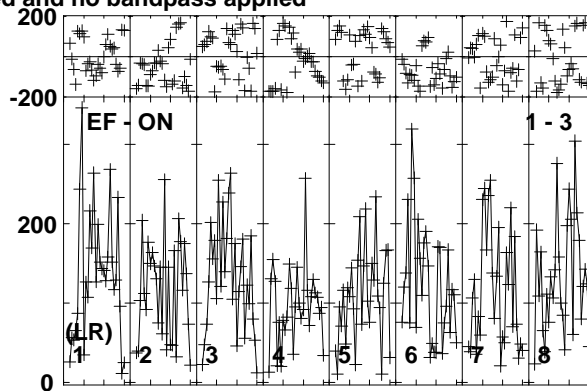 ed and no bandpass applied
200
-200
EF - ON 1 - 3
200
(LR)
1 2 3 4 5 6 7 8
0